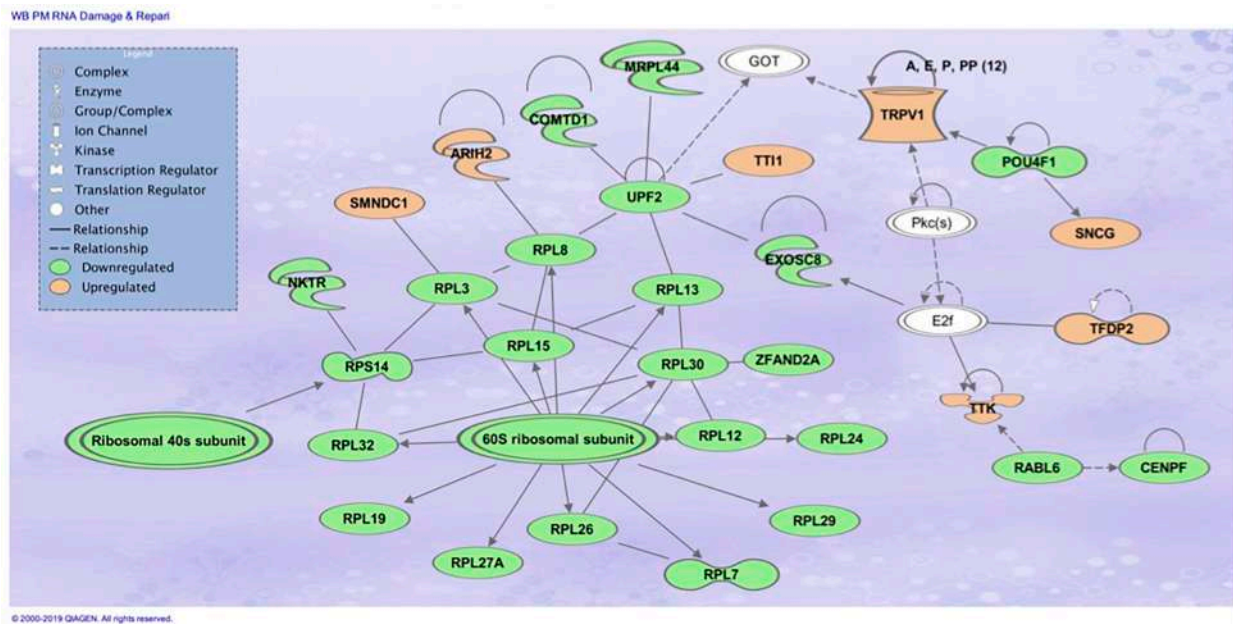 WB PM RNA Damage & Repari
Legend
Complex
Enzyme
Group/Complex
Ion Channel
Kinase
Transcription Regulator
Translation Regulator
Other
Relationship
Relationship
Downregulated
Upregulated
MRPL44
GOT
A, E, P, PP (12)
COMTD1
TRPV1
ARIH2
TTI1
POU4F1
SMNDC1
UPF2
Pkc(s)
SNCG
RPL8
EXOSC8
NKTR
RPL3
RPL13
E2f
TFDP2
RPL15
RPS14
RPL30
ZFAND2A
TTK
Ribosomal 40s subunit
RPL32
60S ribosomal subunit
RPL12
RPL24
RABL6
CENPF
RPL19
RPL26
RPL29
RPL27A
RPL7
© 2000-2019 QIAGEN. All rights reserved.